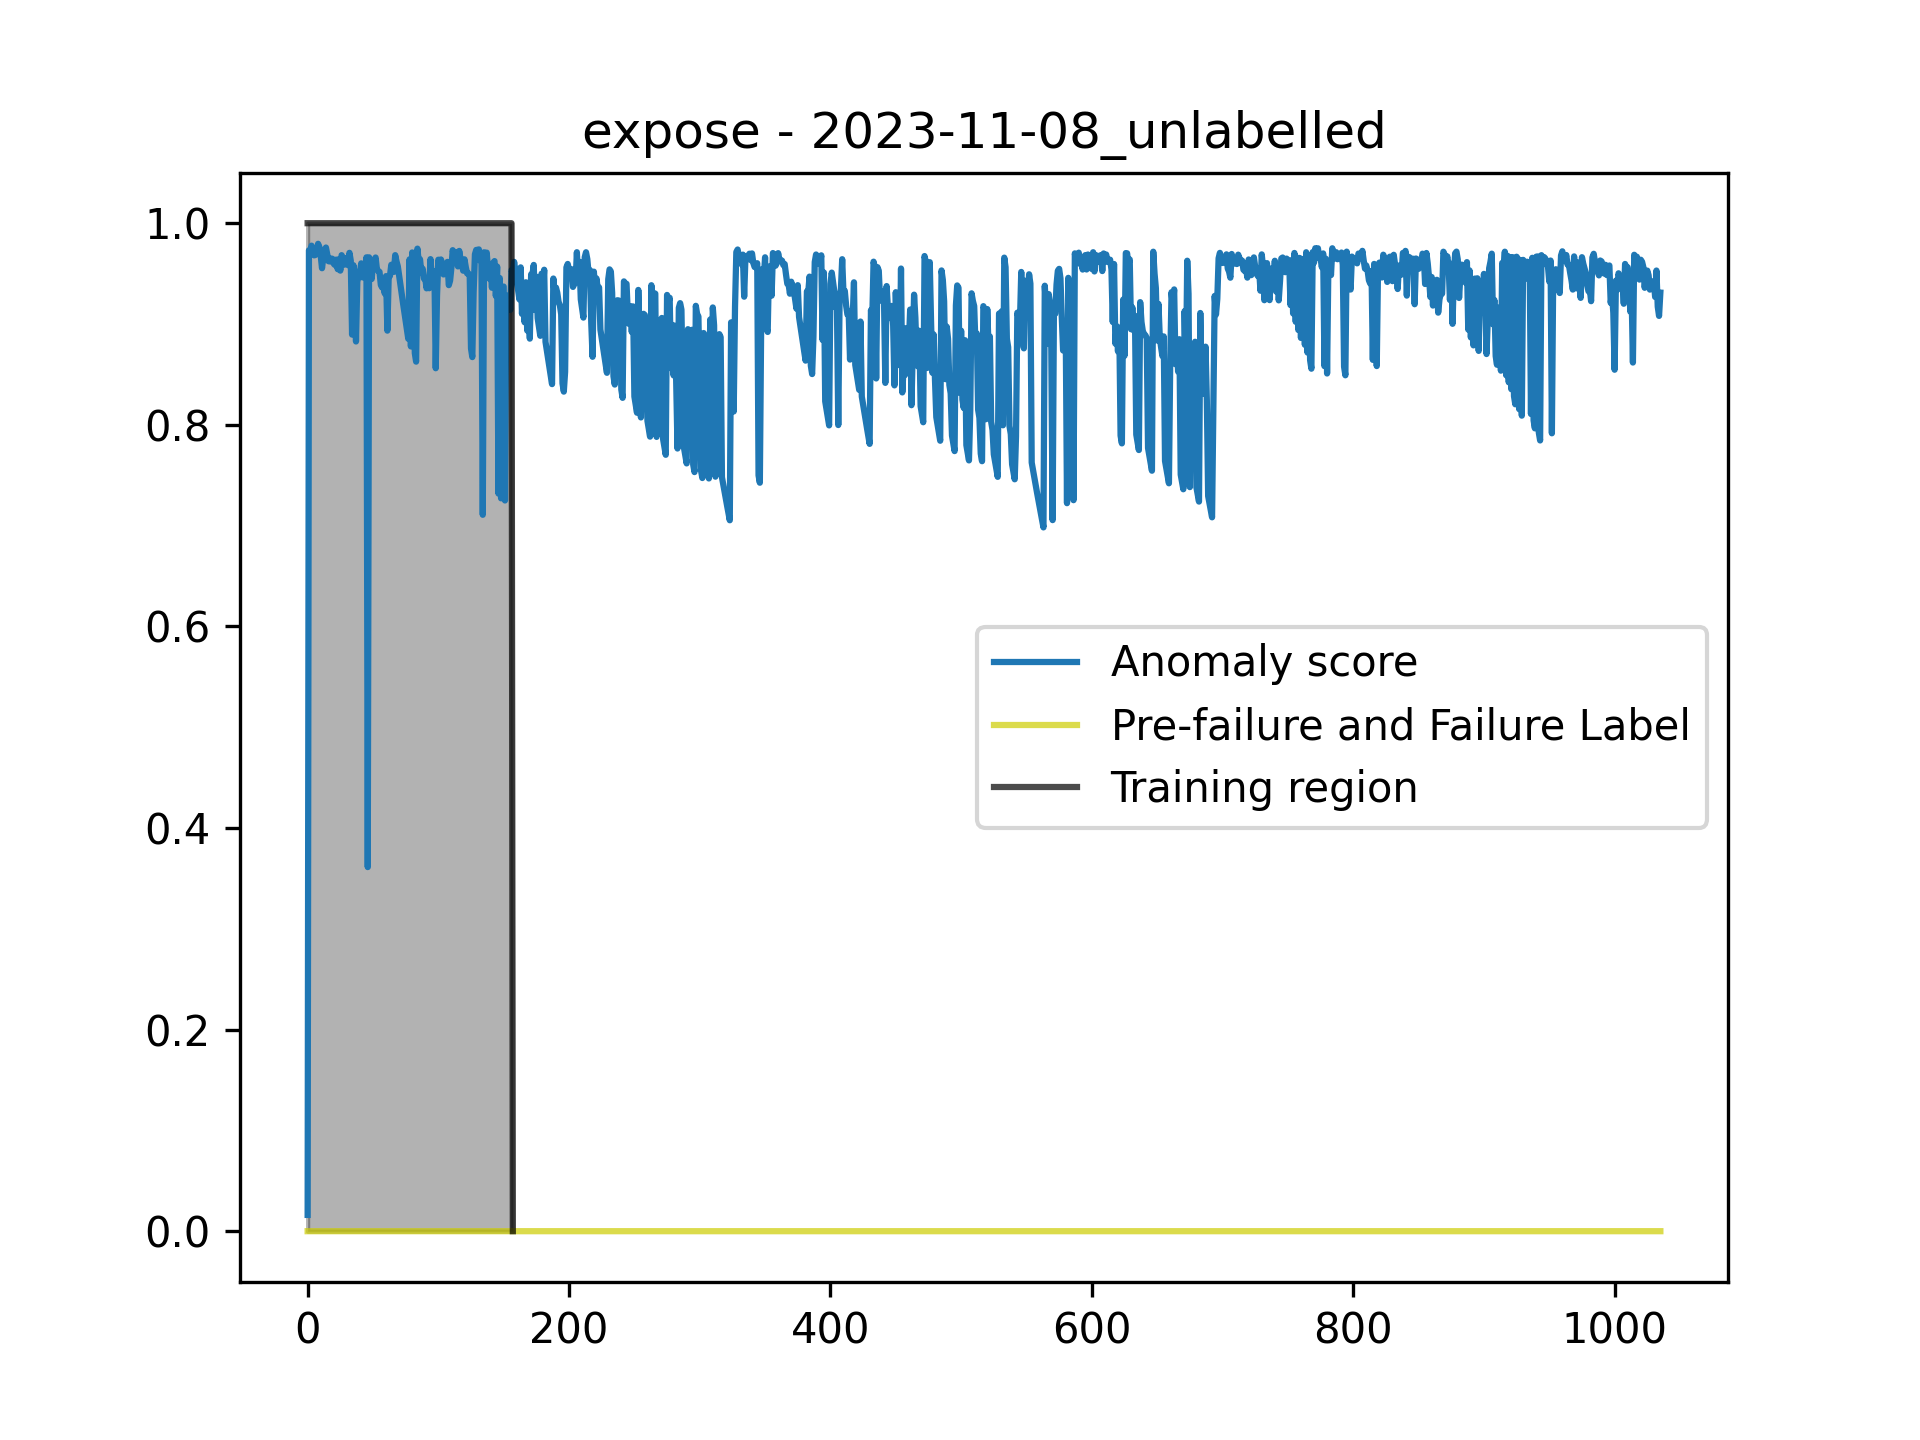 expose - 2023-11-08_unlabelled
1.0
0.8
0.6
0.4
0.2
0.0
Anomaly score
Pre-failure and Failure Label
Training region
0 200 400 600 800 1000